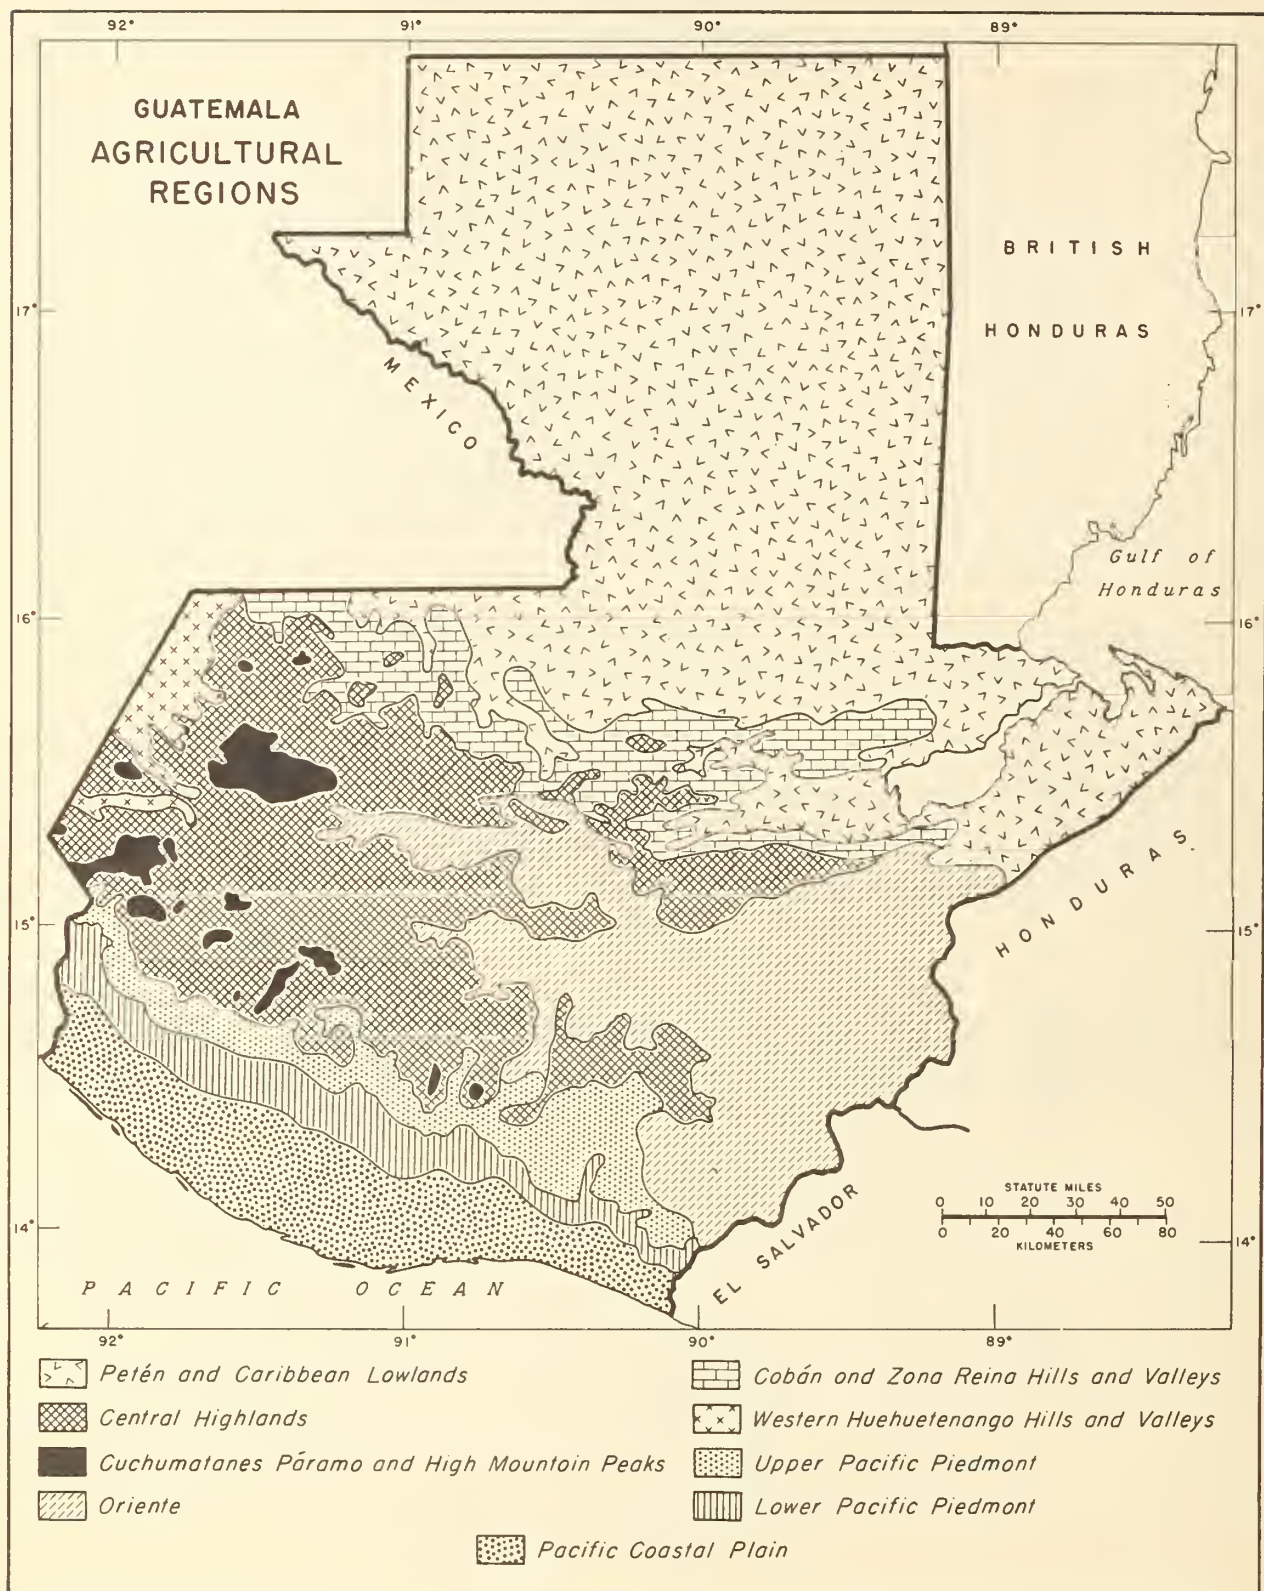 92° 91° 90° 89°
GUATEMALA
AGRICULTURAL
REGIONS
BRITISH
HONDURAS
17° 17°
MEXICO
Gulf of
Honduras
16° 16°
HONDURAS.
15° 15°
STATUTE MILES
0 10 20 30 40 50
0 20 40 60 80
KILOMETERS
EL SALVADOR
14° 14°
PACIFIC OCEAN
92° 91° 90° 89°
Petén and Caribbean Lowlands
Central Highlands
Cuchumatanes Páramo and High Mountain Peaks
Oriente
Cobán and Zona Reina Hills and Valleys
Western Huehuetenango Hills and Valleys
Upper Pacific Piedmont
Lower Pacific Piedmont
Pacific Coastal Plain